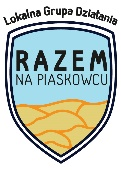 Lokalna Grupa Działania
RAZEM
NA PIASKOWCU